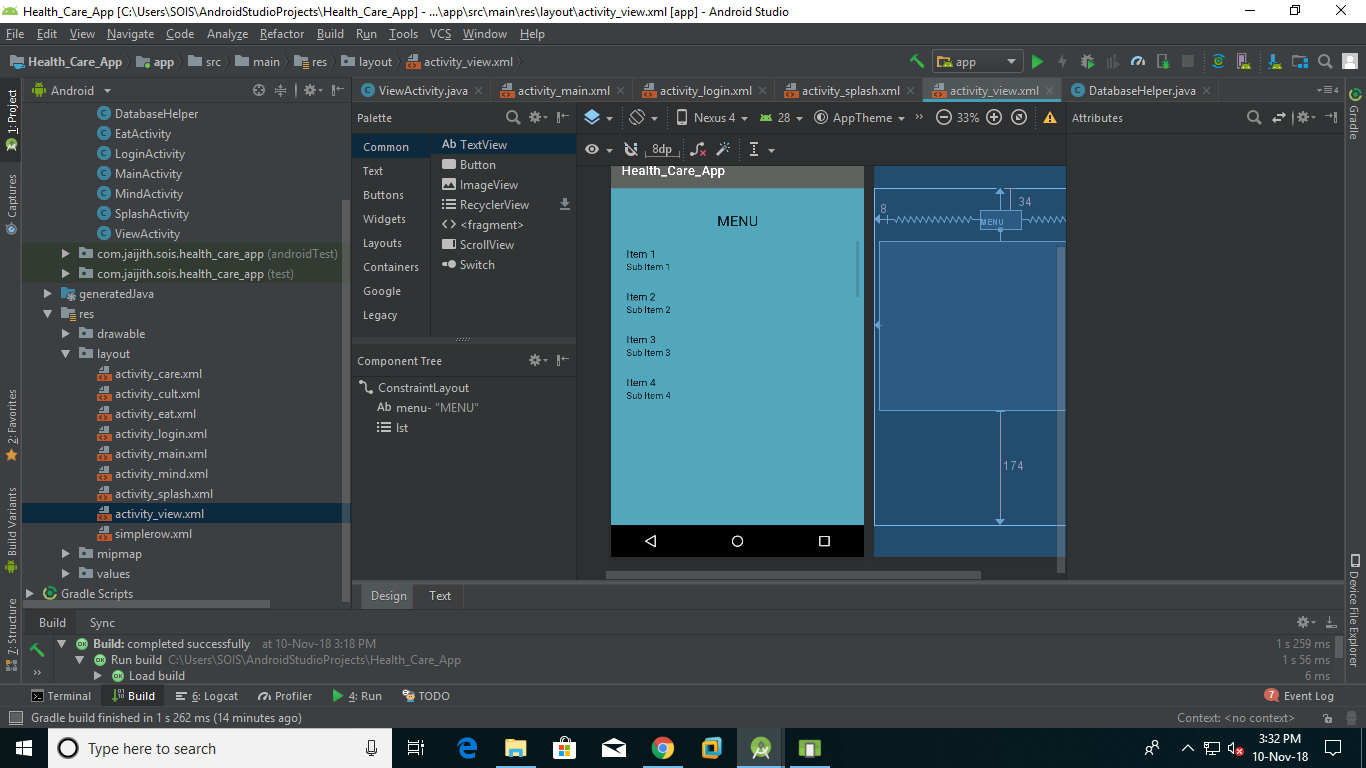 Health_Care_App [C:\Users\SOIS\AndroidStudioProjects\Health_Care_App] - ...\app\src\main\res\layout\activity_view.xml [app] - Android Studio
File Edit View Navigate Code Analyze Refactor Build Run Tools VCS Window Help
Health_Care_App app src main res layout activity_view.xml app
1: Project
Captures
2: Favorites
Build Variants
7: Structure
Android
DatabaseHelper
EatActivity
LoginActivity
MainActivity
MindActivity
SplashActivity
ViewActivity
com.jaijith.sois.health_care_app (androidTest)
com.jaijith.sois.health_care_app (test)
generatedJava
res
drawable
layout
activity_care.xml
activity_cult.xml
activity_eat.xml
activity_login.xml
activity_main.xml
activity_mind.xml
activity_splash.xml
activity_view.xml
simplerow.xml
mipmap
values
Gradle Scripts
ViewActivity.java activity_main.xml activity_login.xml activity_splash.xml activity_view.xml DatabaseHelper.java 4
Palette
Common
Text
Buttons
Widgets
Layouts
Containers
Google
Legacy
Ab TextView
Button
ImageView
RecyclerView
<fragment>
ScrollView
Switch
Component Tree
ConstraintLayout
Ab menu- "MENU"
lst
Nexus 4 28 AppTheme 33%
8dp
Health_Care_App
MENU
Item 1
Sub Item 1
Item 2
Sub Item 2
Item 3
Sub Item 3
Item 4
Sub Item 4
34
8
MENU
174
Attributes
Gradle
Device File Explorer
Design Text
Build Sync
Build: completed successfully at 10-Nov-18 3:18 PM 1 s 259 ms
Run build C:\Users\SOIS\AndroidStudioProjects\Health_Care_App 1 s 56 ms
Load build 6 ms
Terminal Build 6: Logcat Profiler 4: Run TODO 7 Event Log
Gradle build finished in 1 s 262 ms (14 minutes ago) Context: <no context>
Type here to search
3:32 PM
10-Nov-18